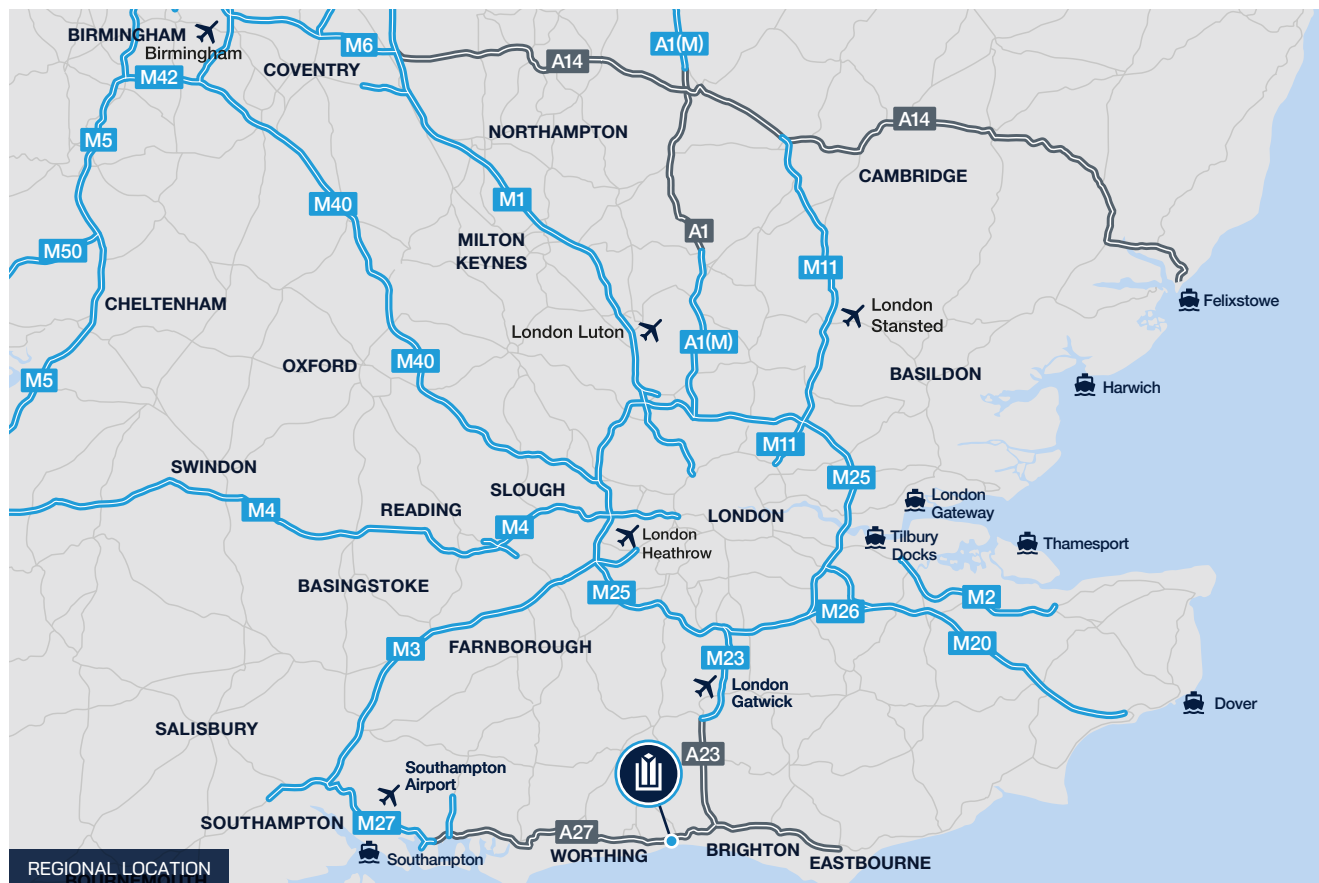 BIRMINGHAM
Birmingham
M6
A1(M)
A14
COVENTRY
M42
M5
NORTHAMPTON
A14
CAMBRIDGE
M40
M1
A1
M50
MILTON
KEYNES
M11
CHELTENHAM
Felixstowe
London
Stansted
London Luton
A1(M)
OXFORD
M40
BASILDON
M5
Harwich
M11
SWINDON
M25
SLOUGH
M4
READING
M4
LONDON
London
Gateway
London
Heathrow
Tilbury
Docks
Thamesport
BASINGSTOKE
M25
M26
M2
M3
FARNBOROUGH
M23
M20
London
Gatwick
Dover
SALISBURY
A23
Southampton
Airport
SOUTHAMPTON
M27
A27
Southampton
WORTHING
BRIGHTON
EASTBOURNE
REGIONAL LOCATION
BOURNEMOUTH